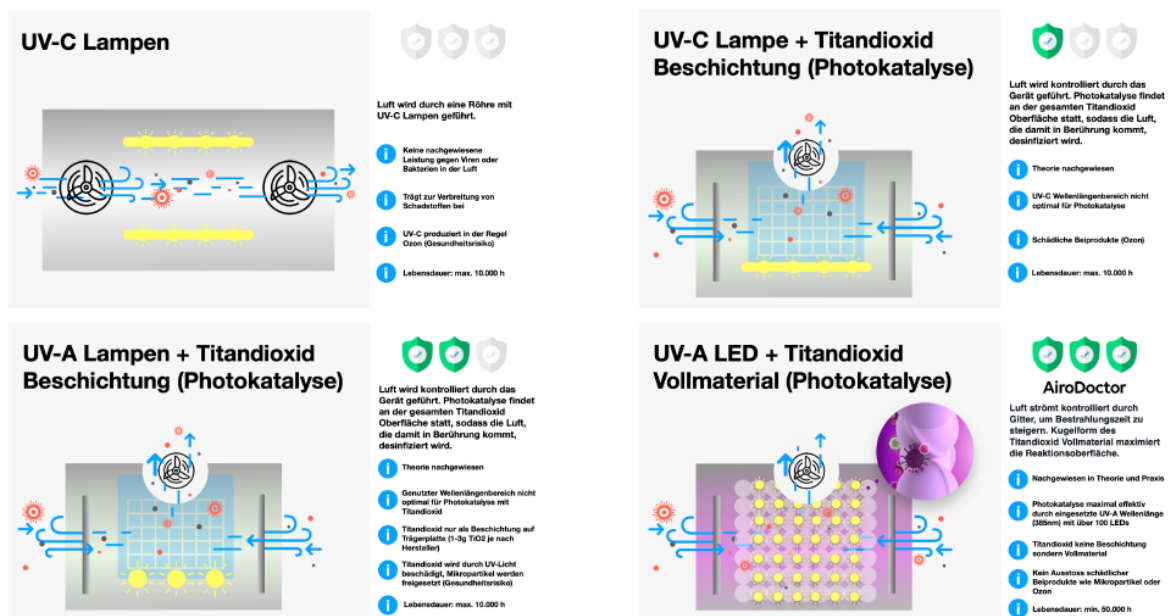 UV-C Lampen
Luft wird durch eine Röhre mit
UV-C Lampen geführt.
Keine nachgewiesene
Leistung gegen Viren oder
Bakterien in der Luft
Trägt zur Verbreitung von
Schadstoffen bei
UV-C produziert in der Regel
Ozon (Gesundheitsrisiko)
Lebensdauer: max. 10.000 h
UV-C Lampe + Titandioxid
Beschichtung (Photokatalyse)
Luft wird kontrolliert durch das
Gerät geführt. Photokatalyse findet
an der gesamten Titandioxid
Oberfläche statt, sodass die Luft,
die damit in Berührung kommt,
desinfiziert wird.
Theorie nachgewiesen
UV-C Wellenlängenbereich nicht
optimal für Photokatalyse
Schädliche Beiprodukte (Ozon)
Lebensdauer: max. 10.000 h
UV-A Lampen + Titandioxid
Beschichtung (Photokatalyse)
Luft wird kontrolliert durch das
Gerät geführt. Photokatalyse findet
an der gesamten Titandioxid
Oberfläche statt, sodass die Luft,
die damit in Berührung kommt,
desinfiziert wird.
Theorie nachgewiesen
Genutzter Wellenlängenbereich nicht
optimal für Photokatalyse mit
Titandioxid
Titandioxid nur als Beschichtung auf
Trägerplatte (1-3g TiO2 je nach
Hersteller)
Titandioxid wird durch UV-Licht
beschädigt, Mikropartikel werden
freigesetzt (Gesundheitsrisiko)
Lebensdauer: max. 10.000 h
UV-A LED + Titandioxid
Vollmaterial (Photokatalyse)
AiroDoctor
Luft strömt kontrolliert durch
Gitter, um Bestrahlungszeit zu
steigern. Kugelform des
Titandioxid Vollmaterial maximiert
die Reaktionsoberfläche.
Nachgewiesen in Theorie und Praxis
Photokatalyse maximal effektiv
durch eingesetzte UV-A Wellenlänge
(385nm) mit über 100 LEDs
Titandioxid keine Beschichtung
sondern Vollmaterial
Kein Ausstoss schädlicher
Beiprodukte wie Mikropartikel oder
Ozon
Lebensdauer: min. 50.000 h